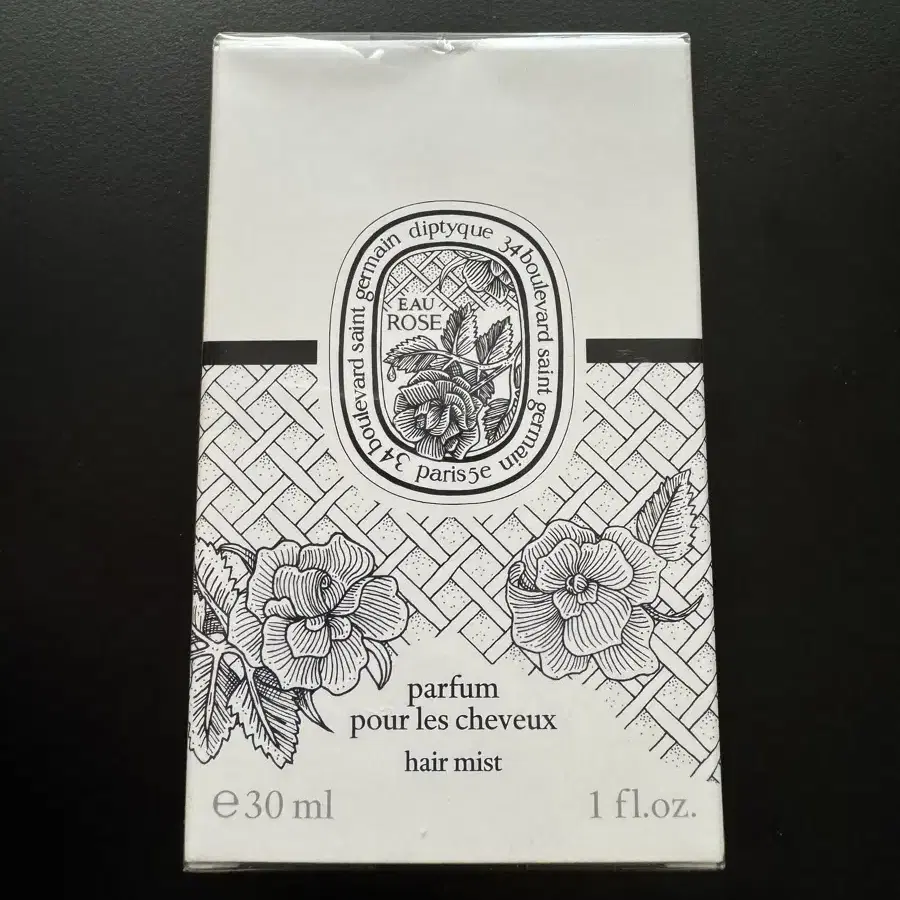 34 boulevard saint germain diptyque 34 boulevard saint germain paris 5e
EAU
ROSE
parfum
pour les cheveux
hair mist
℮ 30 ml
1 fl.oz.